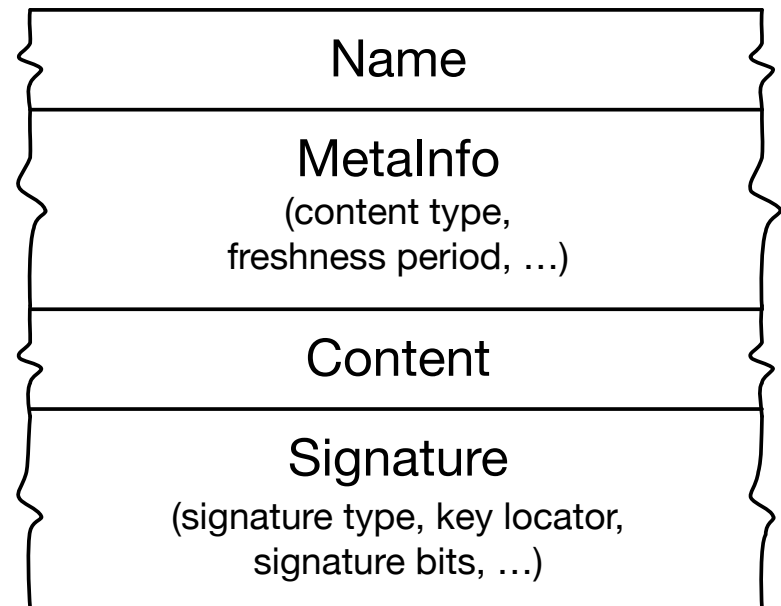 Name
MetaInfo
(content type,
freshness period, …)
Content
Signature
(signature type, key locator,
signature bits, …)